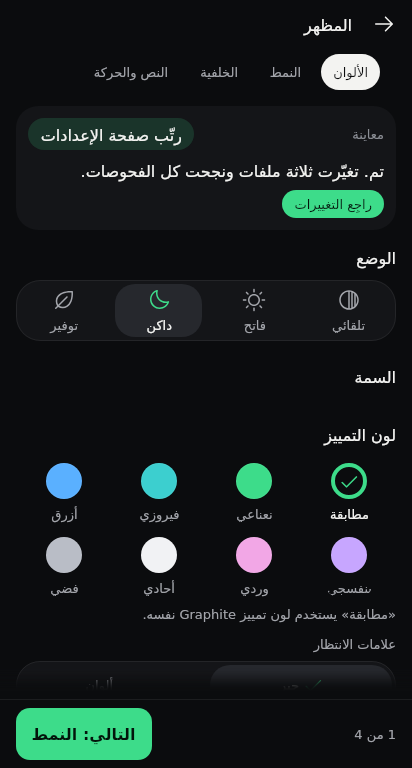 المظهر
الألوان
النمط
الخلفية
النص والحركة
معاينة
رتِّب صفحة الإعدادات
تم. تغيّرت ثلاثة ملفات ونجحت كل الفحوصات.
راجِع التغييرات
الوضع
تلقائي
فاتح
داكن
توفير
السمة
لون التمييز
مطابقة
نعناعي
فيروزي
أزرق
بنفسجي
وردي
أحادي
فضي
«مطابقة» يستخدم لون تمييز Graphite نفسه.
علامات الانتظار
ألوان
1 من 4
التالي: النمط